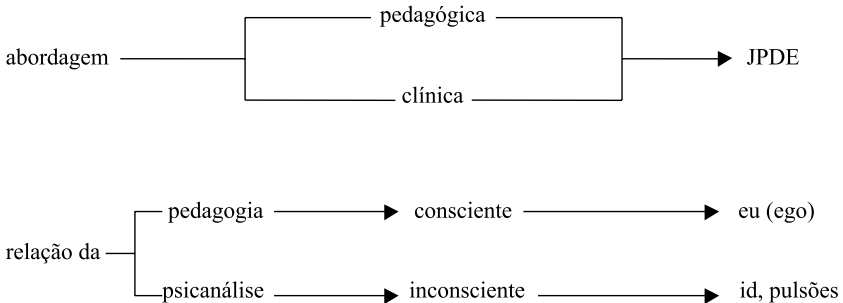 pedagógica
abordagem JPDE
clínica
pedagogia consciente eu (ego)
relação da
psicanálise inconsciente id, pulsões